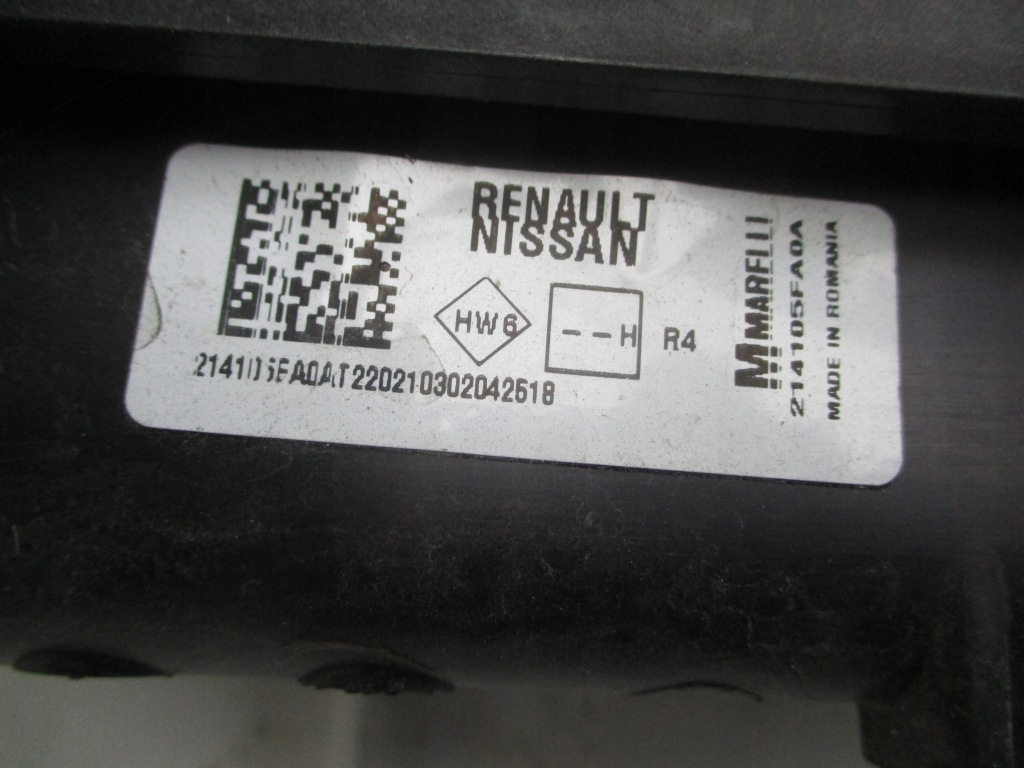 RENAULT
NISSAN
HW6
--H
R4
214105FA0AT220210302042618
MARELLI
214105FA0A
MADE IN ROMANIA